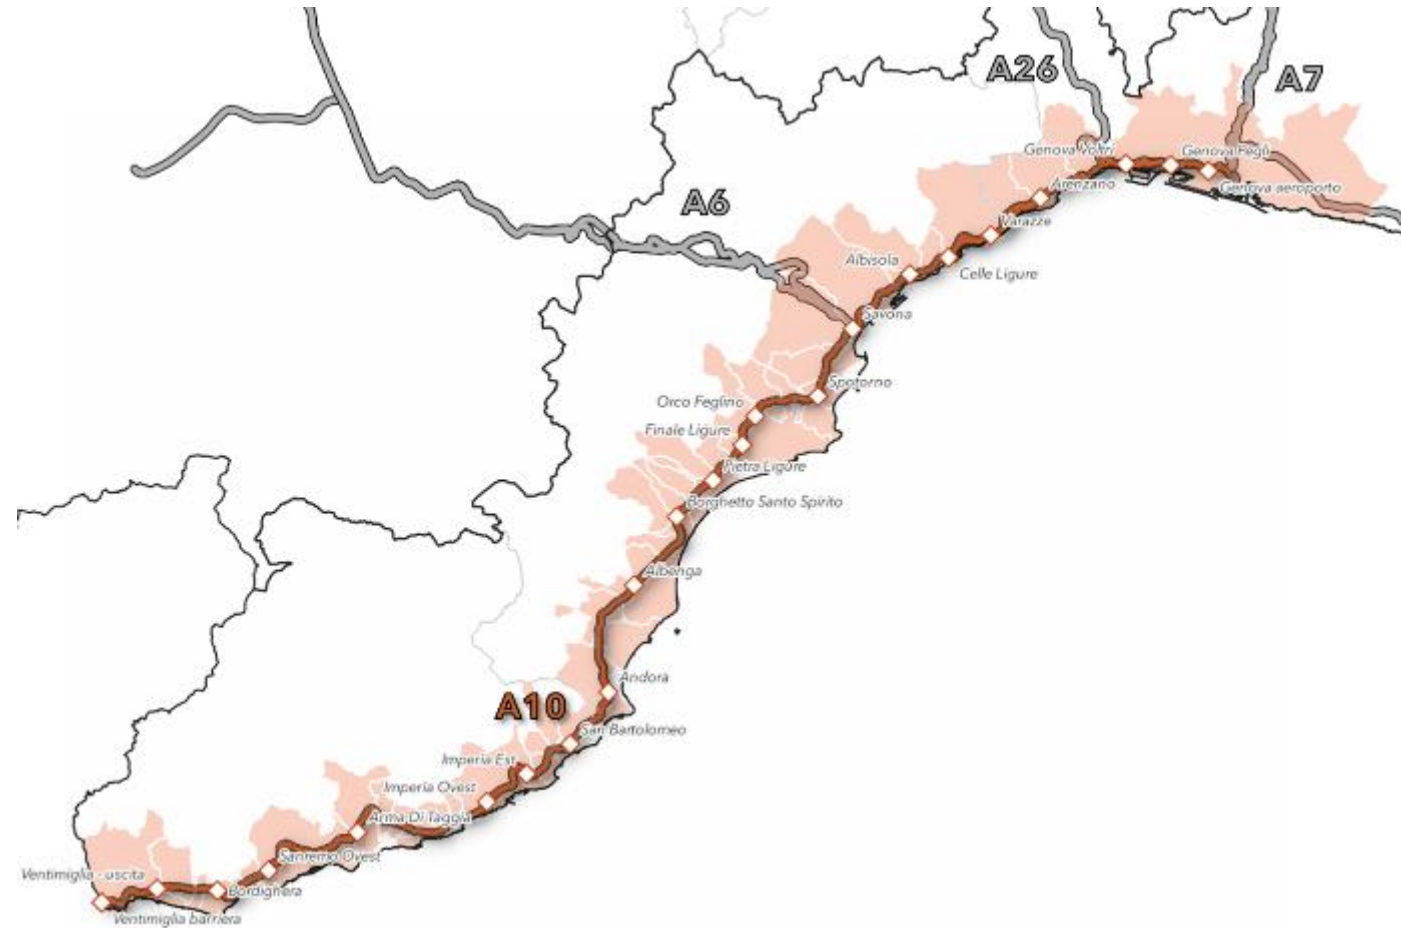 A26
A7
Genova Voltri
Genova Pegli
Arenzano
Genova aeroporto
A6
Varazze
Albisola
Celle Ligure
Savona
Spotorno
Orco Feglino
Finale Ligure
Pietra Ligure
Borghetto Santo Spirito
Albenga
Andora
A10
San Bartolomeo
Imperia Est
Imperia Ovest
Arma Di Taggia
Sanremo Ovest
Ventimiglia - uscita
Bordighera
Ventimiglia barriera